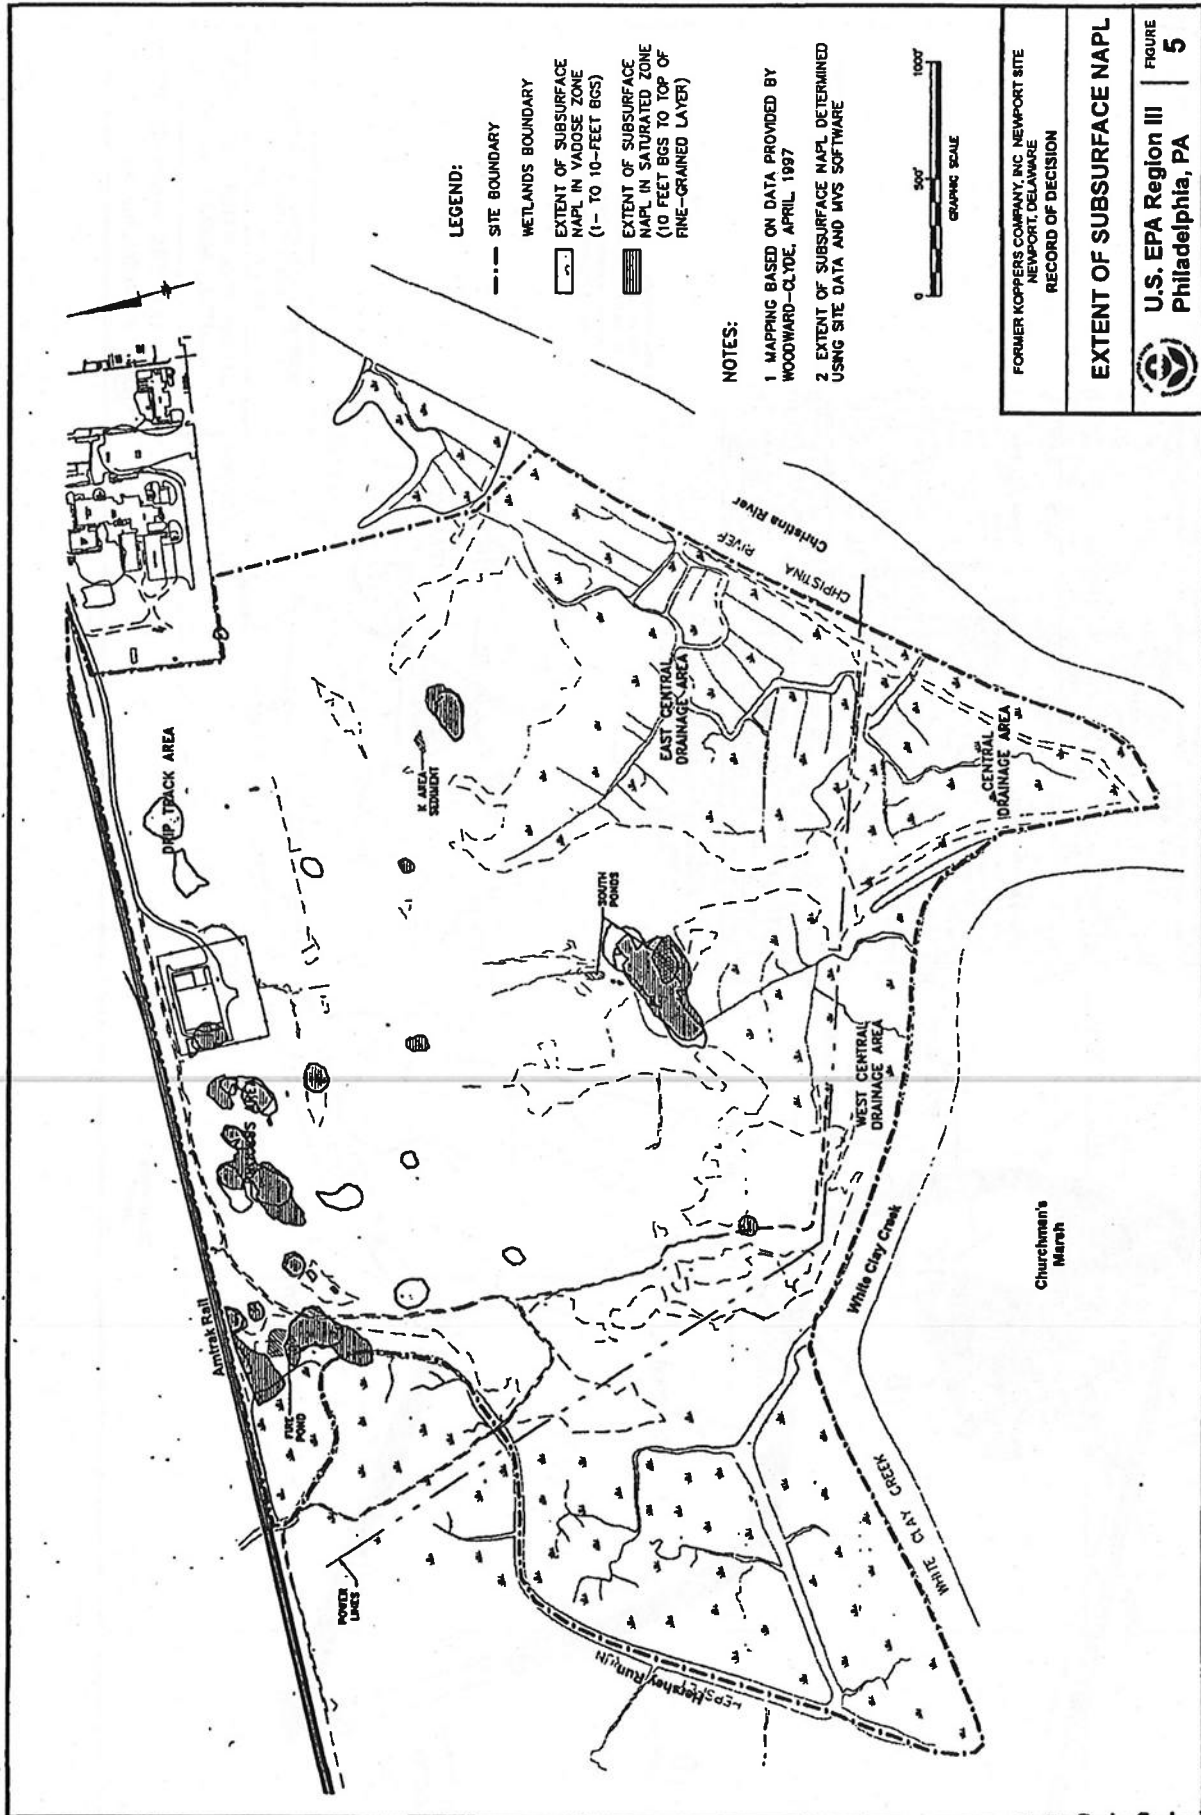 LEGEND:
SITE BOUNDARY
WETLANDS BOUNDARY
EXTENT OF SUBSURFACE
NAPL IN VADOSE ZONE
(1- TO 10-FEET BGS)
EXTENT OF SUBSURFACE
NAPL IN SATURATED ZONE
(10 FEET BGS TO TOP OF
FINE-GRAINED LAYER)
NOTES:
1 MAPPING BASED ON DATA PROVIDED BY
WOODWARD-CLYDE, APRIL, 1997
2 EXTENT OF SUBSURFACE NAPL DETERMINED
USING SITE DATA AND MVS SOFTWARE
0 500' 1000'
GRAPHIC SCALE
FORMER KOPPERS COMPANY, INC NEWPORT SITE
NEWPORT, DELAWARE
RECORD OF DECISION
EXTENT OF SUBSURFACE NAPL
U.S. EPA Region III
Philadelphia, PA
FIGURE
5
Amtrak Rail
DRIP TRACK AREA
FIRE
POND
POWER
LINES
K AREA
SEDIMENT
SOUTH
PONDS
EAST CENTRAL
DRAINAGE AREA
CENTRAL
DRAINAGE AREA
WEST CENTRAL
DRAINAGE AREA
Christina River
CHRISTINA
RIVER
White Clay Creek
WHITE CLAY CREEK
Hershey Run
Churchman's
Marsh